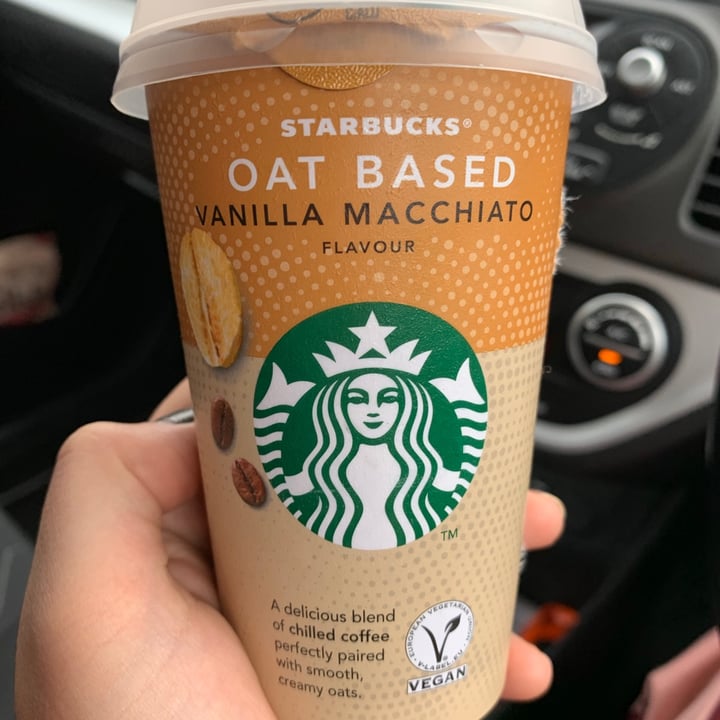 STARBUCKS®
OAT BASED
VANILLA MACCHIATO
FLAVOUR
TM
A delicious blend
of chilled coffee
perfectly paired
with smooth,
creamy oats.
EUROPEAN VEGETARIAN UNION
V-LABEL.EU
VEGAN